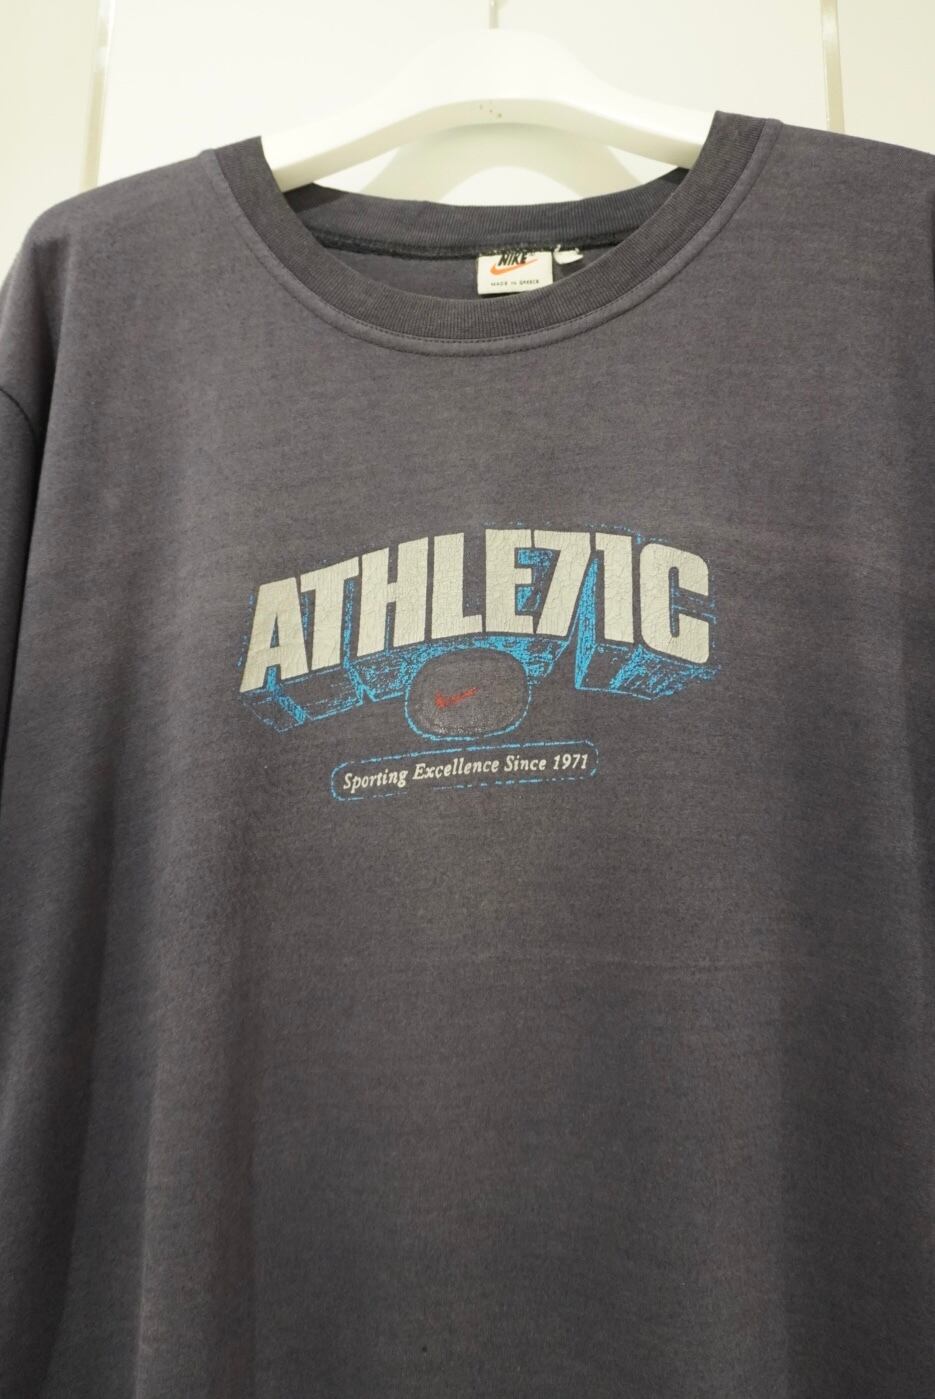 NIKE
MADE IN GREECE
ATHLE71C
Sporting Excellence Since 1971